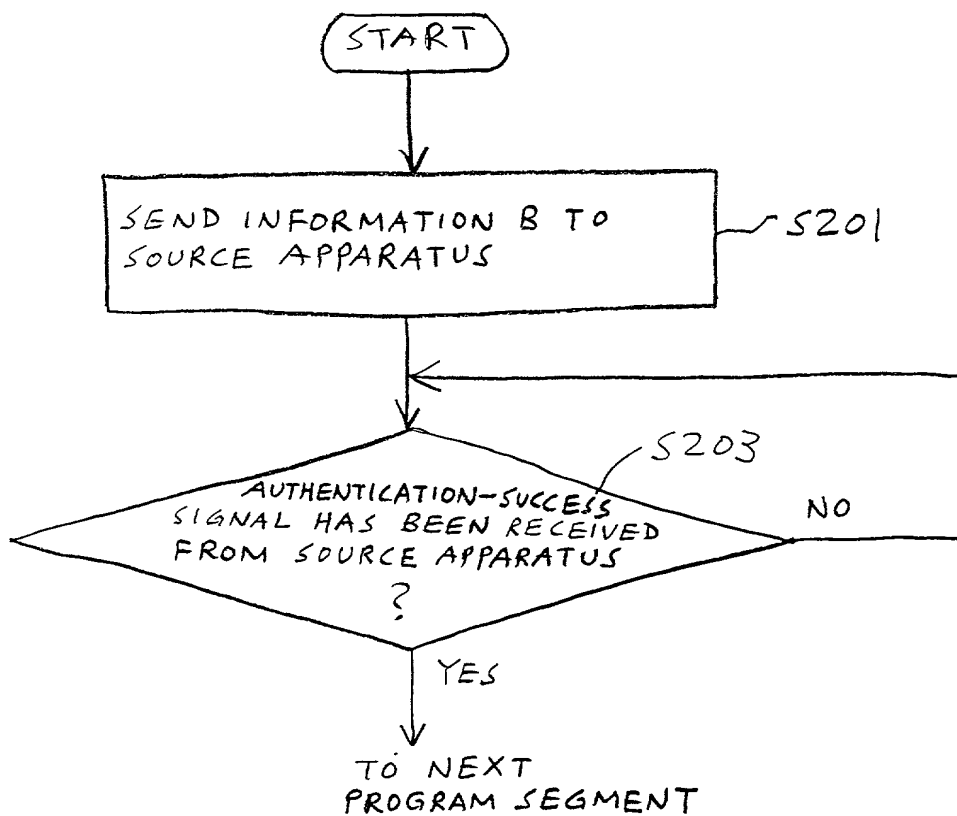 START
SEND INFORMATION B TO
SOURCE APPARATUS
S201
S203
AUTHENTICATION-SUCCESS
SIGNAL HAS BEEN RECEIVED
FROM SOURCE APPARATUS
?
NO
YES
TO NEXT
PROGRAM SEGMENT